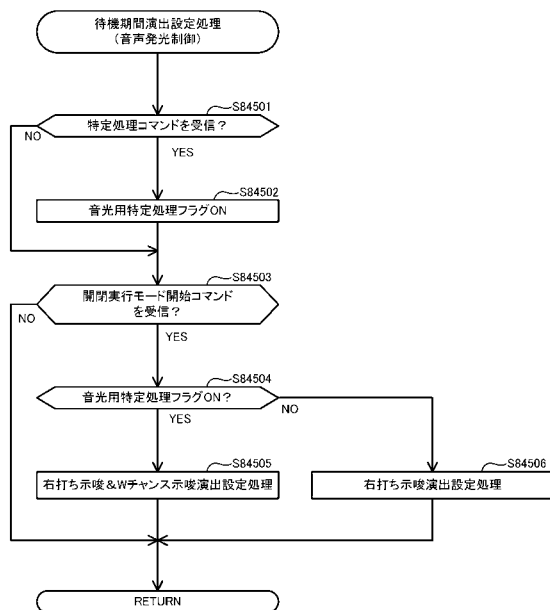 待機期間演出設定処理
(音声発光制御)
S84501
特定処理コマンドを受信?
NO
YES
S84502
音光用特定処理フラグON
S84503
開閉実行モード開始コマンド
を受信?
NO
YES
S84504
音光用特定処理フラグON?
YES
NO
S84505
右打ち示唆&Wチャンス示唆演出設定処理
S84506
右打ち示唆演出設定処理
RETURN